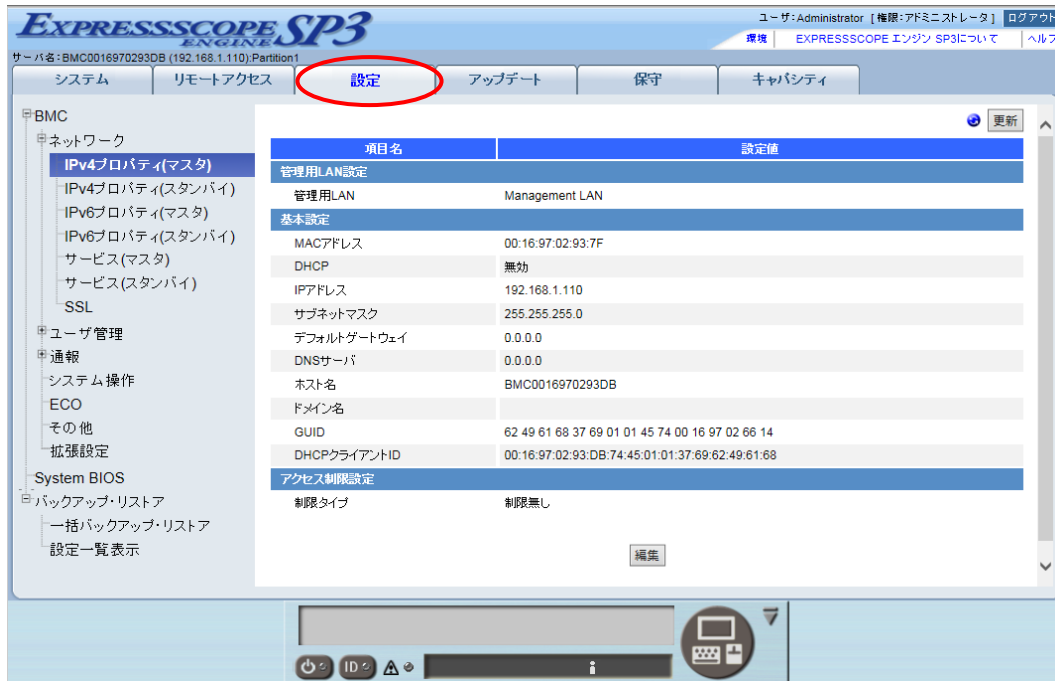 EXPRESSSCOPE ENGINE SP3
ユーザ:Administrator [権限:アドミニストレータ] ログアウト
環境 EXPRESSSCOPE エンジン SP3について ヘルプ
サーバ名:BMC0016970293DB (192.168.1.110):Partition1
システム リモートアクセス 設定 アップデート 保守 キャパシティ
BMC
ネットワーク
IPv4プロパティ(マスタ)
IPv4プロパティ(スタンバイ)
IPv6プロパティ(マスタ)
IPv6プロパティ(スタンバイ)
サービス(マスタ)
サービス(スタンバイ)
SSL
ユーザ管理
通報
システム操作
ECO
その他
拡張設定
System BIOS
バックアップ・リストア
一括バックアップ・リストア
設定一覧表示
更新
項目名 設定値
管理用LAN設定
管理用LAN Management LAN
基本設定
MACアドレス 00:16:97:02:93:7F
DHCP 無効
IPアドレス 192.168.1.110
サブネットマスク 255.255.255.0
デフォルトゲートウェイ 0.0.0.0
DNSサーバ 0.0.0.0
ホスト名 BMC0016970293DB
ドメイン名
GUID 62 49 61 68 37 69 01 01 45 74 00 16 97 02 66 14
DHCPクライアントID 00:16:97:02:93:DB:74:45:01:01:37:69:62:49:61:68
アクセス制限設定
制限タイプ 制限無し
編集
ID